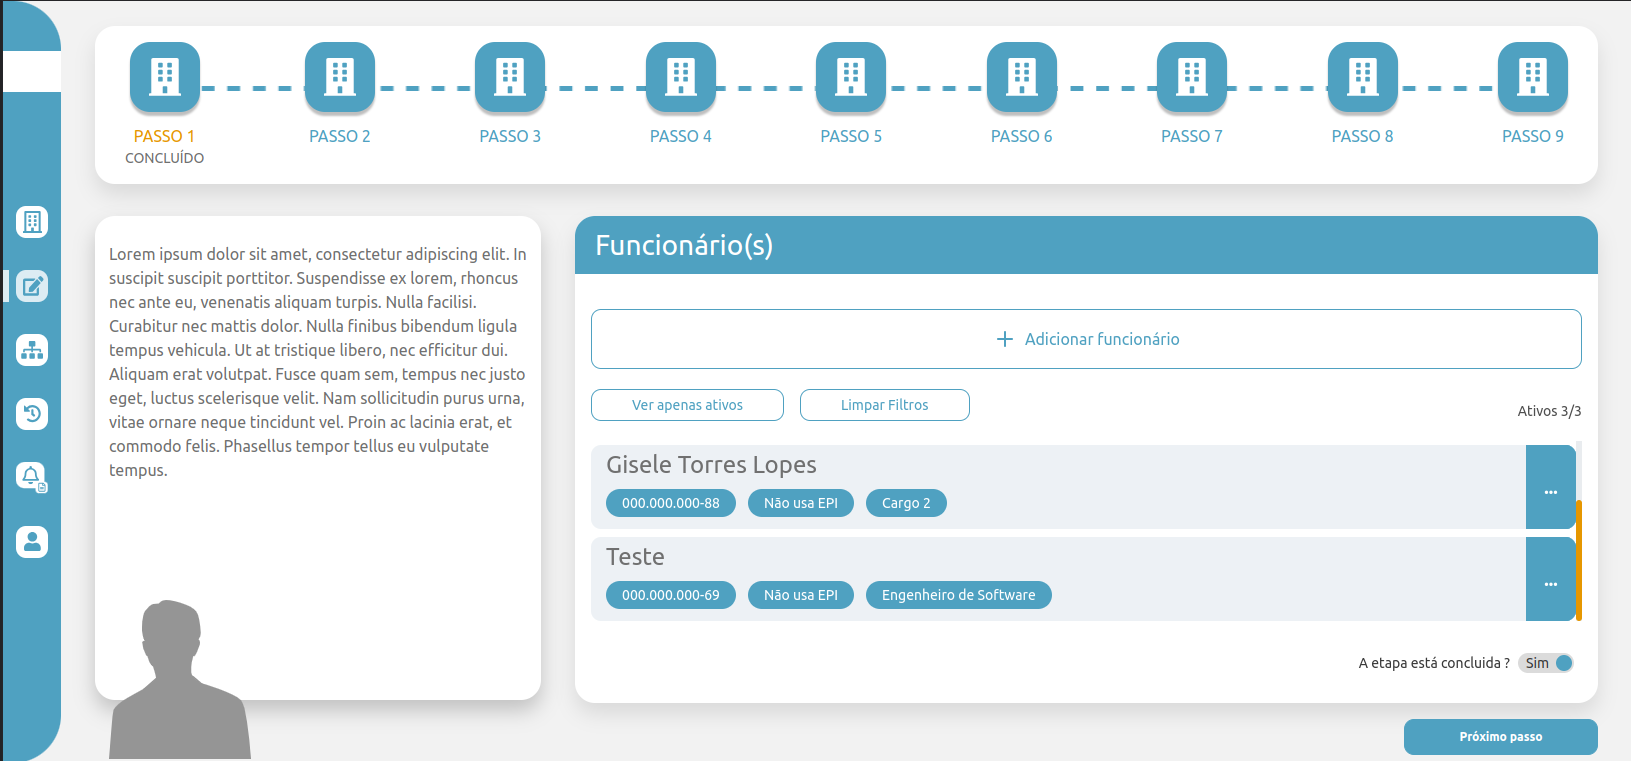 PASSO 1
PASSO 2
PASSO 3
PASSO 4
PASSO 5
PASSO 6
PASSO 7
PASSO 8
PASSO 9
CONCLUÍDO
Lorem ipsum dolor sit amet, consectetur adipiscing elit. In
suscipit suscipit porttitor. Suspendisse ex lorem, rhoncus
nec ante eu, venenatis aliquam turpis. Nulla facilisi.
Curabitur nec mattis dolor. Nulla finibus bibendum ligula
tempus vehicula. Ut at tristique libero, nec efficitur dui.
Aliquam erat volutpat. Fusce quam sem, tempus nec justo
eget, luctus scelerisque velit. Nam sollicitudin purus urna,
vitae ornare neque tincidunt vel. Proin ac lacinia erat, et
commodo felis. Phasellus tempor tellus eu vulputate
tempus.
Funcionário(s)
Adicionar funcionário
Ver apenas ativos
Limpar Filtros
Ativos 3/3
Gisele Torres Lopes
000.000.000-88
Não usa EPI
Cargo 2
Teste
000.000.000-69
Não usa EPI
Engenheiro de Software
A etapa está concluida ?
Sim
Próximo passo